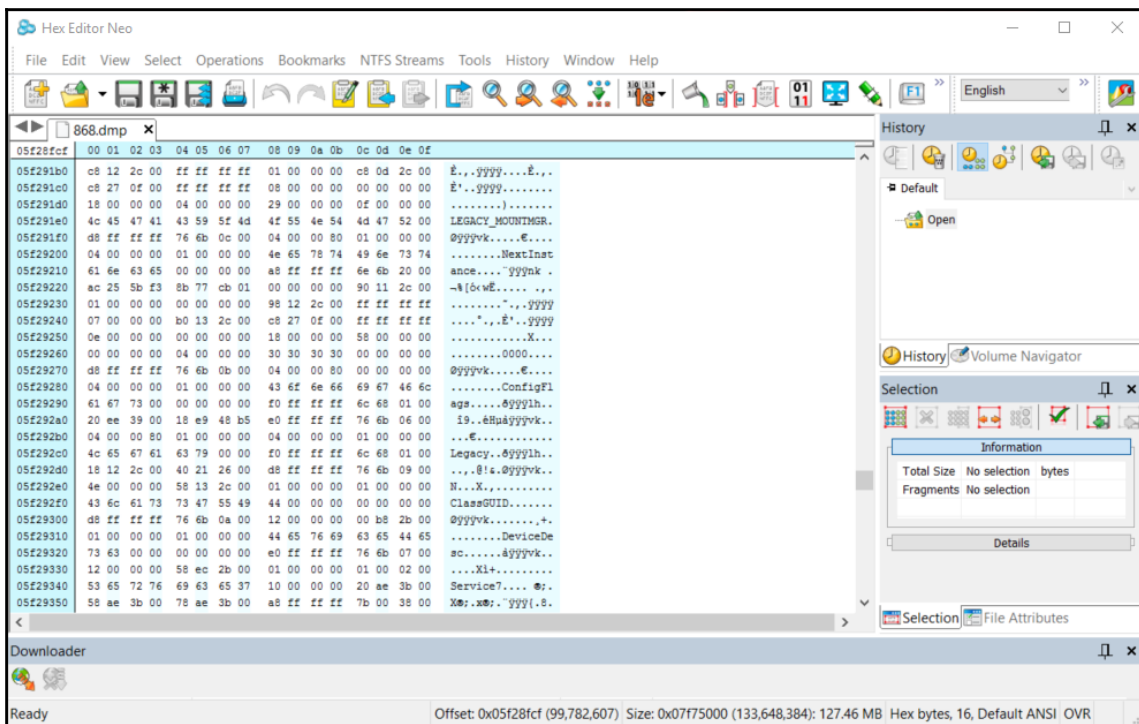 Hex Editor Neo
File Edit View Select Operations Bookmarks NTFS Streams Tools History Window Help
English
868.dmp
05f28fcf 00 01 02 03 04 05 06 07 08 09 0a 0b 0c 0d 0e 0f
05f291b0 c8 12 2c 00 ff ff ff ff 01 00 00 00 c8 0d 2c 00 È.,.ÿÿÿÿ....È.,.
05f291c0 c8 27 0f 00 ff ff ff ff 08 00 00 00 00 00 00 00 È'..ÿÿÿÿ........
05f291d0 18 00 00 00 04 00 00 00 29 00 00 00 0f 00 00 00 ........).......
05f291e0 4c 45 47 41 43 59 5f 4d 4f 55 4e 54 4d 47 52 00 LEGACY_MOUNTMGR.
05f291f0 d8 ff ff ff 76 6b 0c 00 04 00 00 80 01 00 00 00 Øÿÿÿvk.....€....
05f29200 04 00 00 00 01 00 00 00 4e 65 78 74 49 6e 73 74 ........NextInst
05f29210 61 6e 63 65 00 00 00 00 a8 ff ff ff 6e 6b 20 00 ance....¨ÿÿÿnk .
05f29220 ac 25 5b f3 8b 77 cb 01 00 00 00 00 90 11 2c 00 ¬%[ó‹wË..... .,.
05f29230 01 00 00 00 00 00 00 00 98 12 2c 00 ff ff ff ff ........˜.,.ÿÿÿÿ
05f29240 07 00 00 00 b0 13 2c 00 c8 27 0f 00 ff ff ff ff ....°.,.È'..ÿÿÿÿ
05f29250 0e 00 00 00 00 00 00 00 18 00 00 00 58 00 00 00 ............X...
05f29260 00 00 00 00 04 00 00 00 30 30 30 30 00 00 00 00 ........0000....
05f29270 d8 ff ff ff 76 6b 0b 00 04 00 00 80 00 00 00 00 Øÿÿÿvk.....€....
05f29280 04 00 00 00 01 00 00 00 43 6f 6e 66 69 67 46 6c ........ConfigFl
05f29290 61 67 73 00 00 00 00 00 f0 ff ff ff 6c 68 01 00 ags.....ðÿÿÿlh..
05f292a0 20 ee 39 00 18 e9 48 b5 e0 ff ff ff 76 6b 06 00 î9..éHµàÿÿÿvk..
05f292b0 04 00 00 80 01 00 00 00 04 00 00 00 01 00 00 00 ...€............
05f292c0 4c 65 67 61 63 79 00 00 f0 ff ff ff 6c 68 01 00 Legacy..ðÿÿÿlh..
05f292d0 18 12 2c 00 40 21 26 00 d8 ff ff ff 76 6b 09 00 ..,.@!&.Øÿÿÿvk..
05f292e0 4e 00 00 00 58 13 2c 00 01 00 00 00 01 00 00 00 N...X.,.........
05f292f0 43 6c 61 73 73 47 55 49 44 00 00 00 00 00 00 00 ClassGUID.......
05f29300 d8 ff ff ff 76 6b 0a 00 12 00 00 00 00 b8 2b 00 Øÿÿÿvk.......¸+.
05f29310 01 00 00 00 01 00 00 00 44 65 76 69 63 65 44 65 ........DeviceDe
05f29320 73 63 00 00 00 00 00 00 e0 ff ff ff 76 6b 07 00 sc......àÿÿÿvk..
05f29330 12 00 00 00 58 ec 2b 00 01 00 00 00 01 00 02 00 ....Xì+.........
05f29340 53 65 72 76 69 63 65 37 10 00 00 00 20 ae 3b 00 Service7.... ®;.
05f29350 58 ae 3b 00 78 ae 3b 00 a8 ff ff ff 7b 00 38 00 X®;.x®;.¨ÿÿÿ{.8.
History
Default
Open
History Volume Navigator
Selection
Information
Total Size No selection bytes
Fragments No selection
Details
Selection File Attributes
Downloader
Ready Offset: 0x05f28fcf (99,782,607) Size: 0x07f75000 (133,648,384): 127.46 MB Hex bytes, 16, Default ANSI OVR